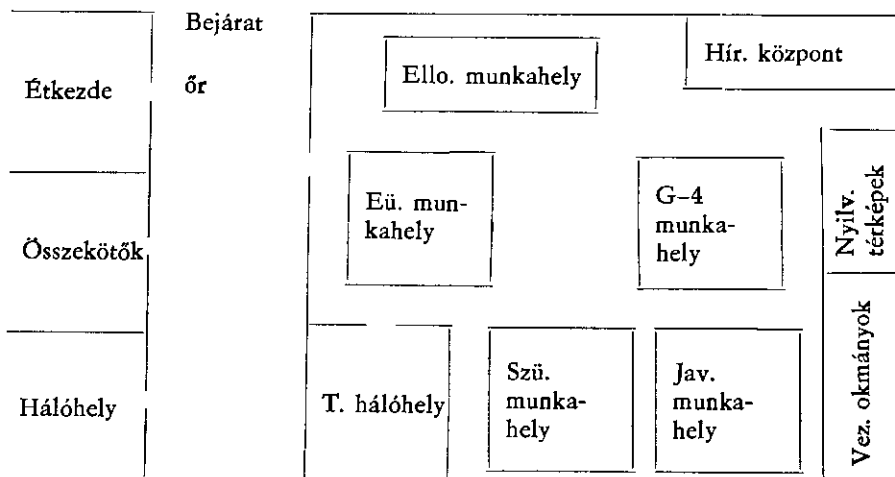 Bejárat
őr
Étkezde
Összekötők
Hálóhely
Ello. munkahely
Hír. központ
Eü. mun-
kahely
G–4
munka-
hely
Nyilv.
térképek
T. hálóhely
Szü.
munka-
hely
Jav.
munka-
hely
Vez. okmányok